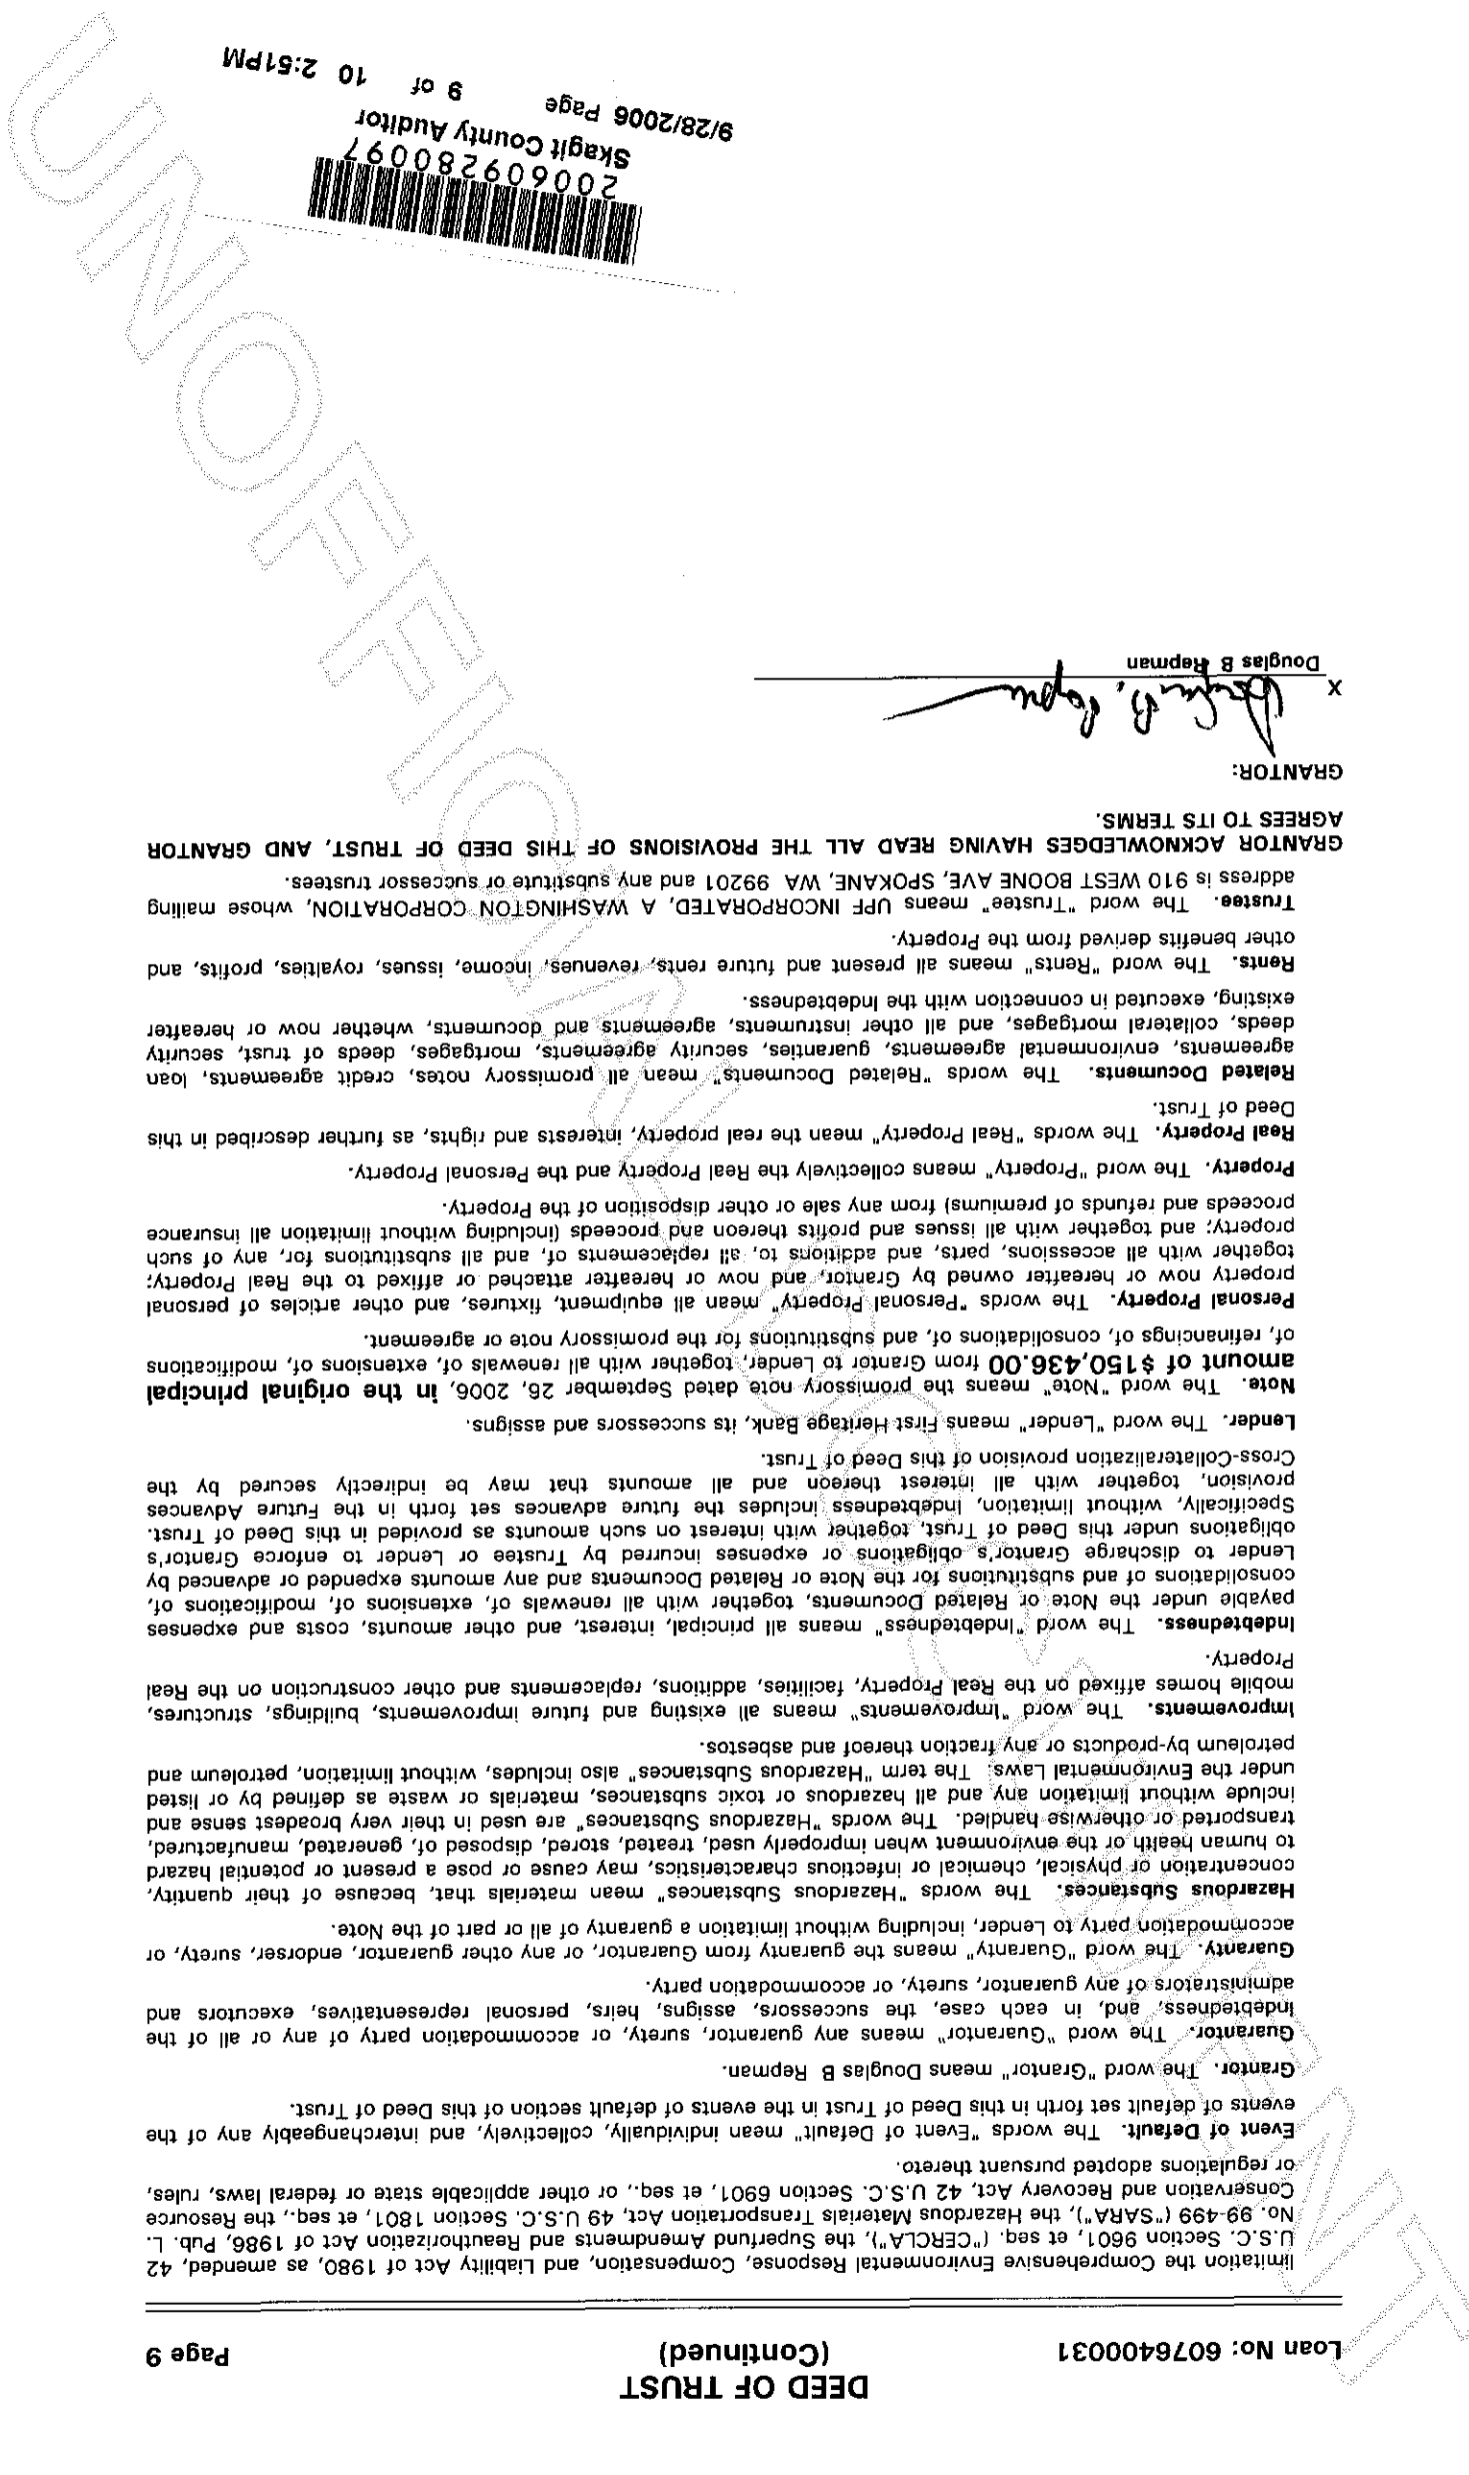 DEED OF TRUST
Loan No: 6076400031 (Continued) Page 9
limitation the Comprehensive Environmental Response, Compensation, and Liability Act of 1980, as amended, 42
U.S.C. Section 9601, et seq. ("CERCLA"), the Superfund Amendments and Reauthorization Act of 1986, Pub. L.
No. 99-499 ("SARA"), the Hazardous Materials Transportation Act, 49 U.S.C. Section 1801, et seq., the Resource
Conservation and Recovery Act, 42 U.S.C. Section 6901, et seq., or other applicable state or federal laws, rules,
or regulations adopted pursuant thereto.
Event of Default. The words "Event of Default" mean individually, collectively, and interchangeably any of the
events of default set forth in this Deed of Trust in the events of default section of this Deed of Trust.
Grantor. The word "Grantor" means Douglas B Repman.
Guarantor. The word "Guarantor" means any guarantor, surety, or accommodation party of any or all of the
Indebtedness, and, in each case, the successors, assigns, heirs, personal representatives, executors and
administrators of any guarantor, surety, or accommodation party.
Guaranty. The word "Guaranty" means the guaranty from Guarantor, or any other guarantor, endorser, surety, or
accommodation party to Lender, including without limitation a guaranty of all or part of the Note.
Hazardous Substances. The words "Hazardous Substances" mean materials that, because of their quantity,
concentration or physical, chemical or infectious characteristics, may cause or pose a present or potential hazard
to human health or the environment when improperly used, treated, stored, disposed of, generated, manufactured,
transported or otherwise handled. The words "Hazardous Substances" are used in their very broadest sense and
include without limitation any and all hazardous or toxic substances, materials or waste as defined by or listed
under the Environmental Laws. The term "Hazardous Substances" also includes, without limitation, petroleum and
petroleum by-products or any fraction thereof and asbestos.
Improvements. The word "Improvements" means all existing and future improvements, buildings, structures,
mobile homes affixed on the Real Property, facilities, additions, replacements and other construction on the Real
Property.
Indebtedness. The word "Indebtedness" means all principal, interest, and other amounts, costs and expenses
payable under the Note or Related Documents, together with all renewals of, extensions of, modifications of,
consolidations of and substitutions for the Note or Related Documents and any amounts expended or advanced by
Lender to discharge Grantor's obligations or expenses incurred by Trustee or Lender to enforce Grantor's
obligations under this Deed of Trust, together with interest on such amounts as provided in this Deed of Trust.
Specifically, without limitation, Indebtedness includes the future advances set forth in the Future Advances
provision, together with all interest thereon and all amounts that may be indirectly secured by the
Cross-Collateralization provision of this Deed of Trust.
Lender. The word "Lender" means First Heritage Bank, its successors and assigns.
Note. The word "Note" means the promissory note dated September 26, 2006, in the original principal
amount of $150,436.00 from Grantor to Lender, together with all renewals of, extensions of, modifications
of, refinancings of, consolidations of, and substitutions for the promissory note or agreement.
Personal Property. The words "Personal Property" mean all equipment, fixtures, and other articles of personal
property now or hereafter owned by Grantor, and now or hereafter attached or affixed to the Real Property;
together with all accessions, parts, and additions to, all replacements of, and all substitutions for, any of such
property; and together with all issues and profits thereon and proceeds (including without limitation all insurance
proceeds and refunds of premiums) from any sale or other disposition of the Property.
Property. The word "Property" means collectively the Real Property and the Personal Property.
Real Property. The words "Real Property" mean the real property, interests and rights, as further described in this
Deed of Trust.
Related Documents. The words "Related Documents" mean all promissory notes, credit agreements, loan
agreements, environmental agreements, guaranties, security agreements, mortgages, deeds of trust, security
deeds, collateral mortgages, and all other instruments, agreements and documents, whether now or hereafter
existing, executed in connection with the Indebtedness.
Rents. The word "Rents" means all present and future rents, revenues, income, issues, royalties, profits, and
other benefits derived from the Property.
Trustee. The word "Trustee" means UPF INCORPORATED, A WASHINGTON CORPORATION, whose mailing
address is 910 WEST BOONE AVE, SPOKANE, WA 99201 and any substitute or successor trustees.
GRANTOR ACKNOWLEDGES HAVING READ ALL THE PROVISIONS OF THIS DEED OF TRUST, AND GRANTOR
AGREES TO ITS TERMS.
GRANTOR:
X
Douglas B Repman
200609280097
Skagit County Auditor
9/28/2006 Page 9 of 10 2:51PM
UNOFFICIAL DOCUMENT